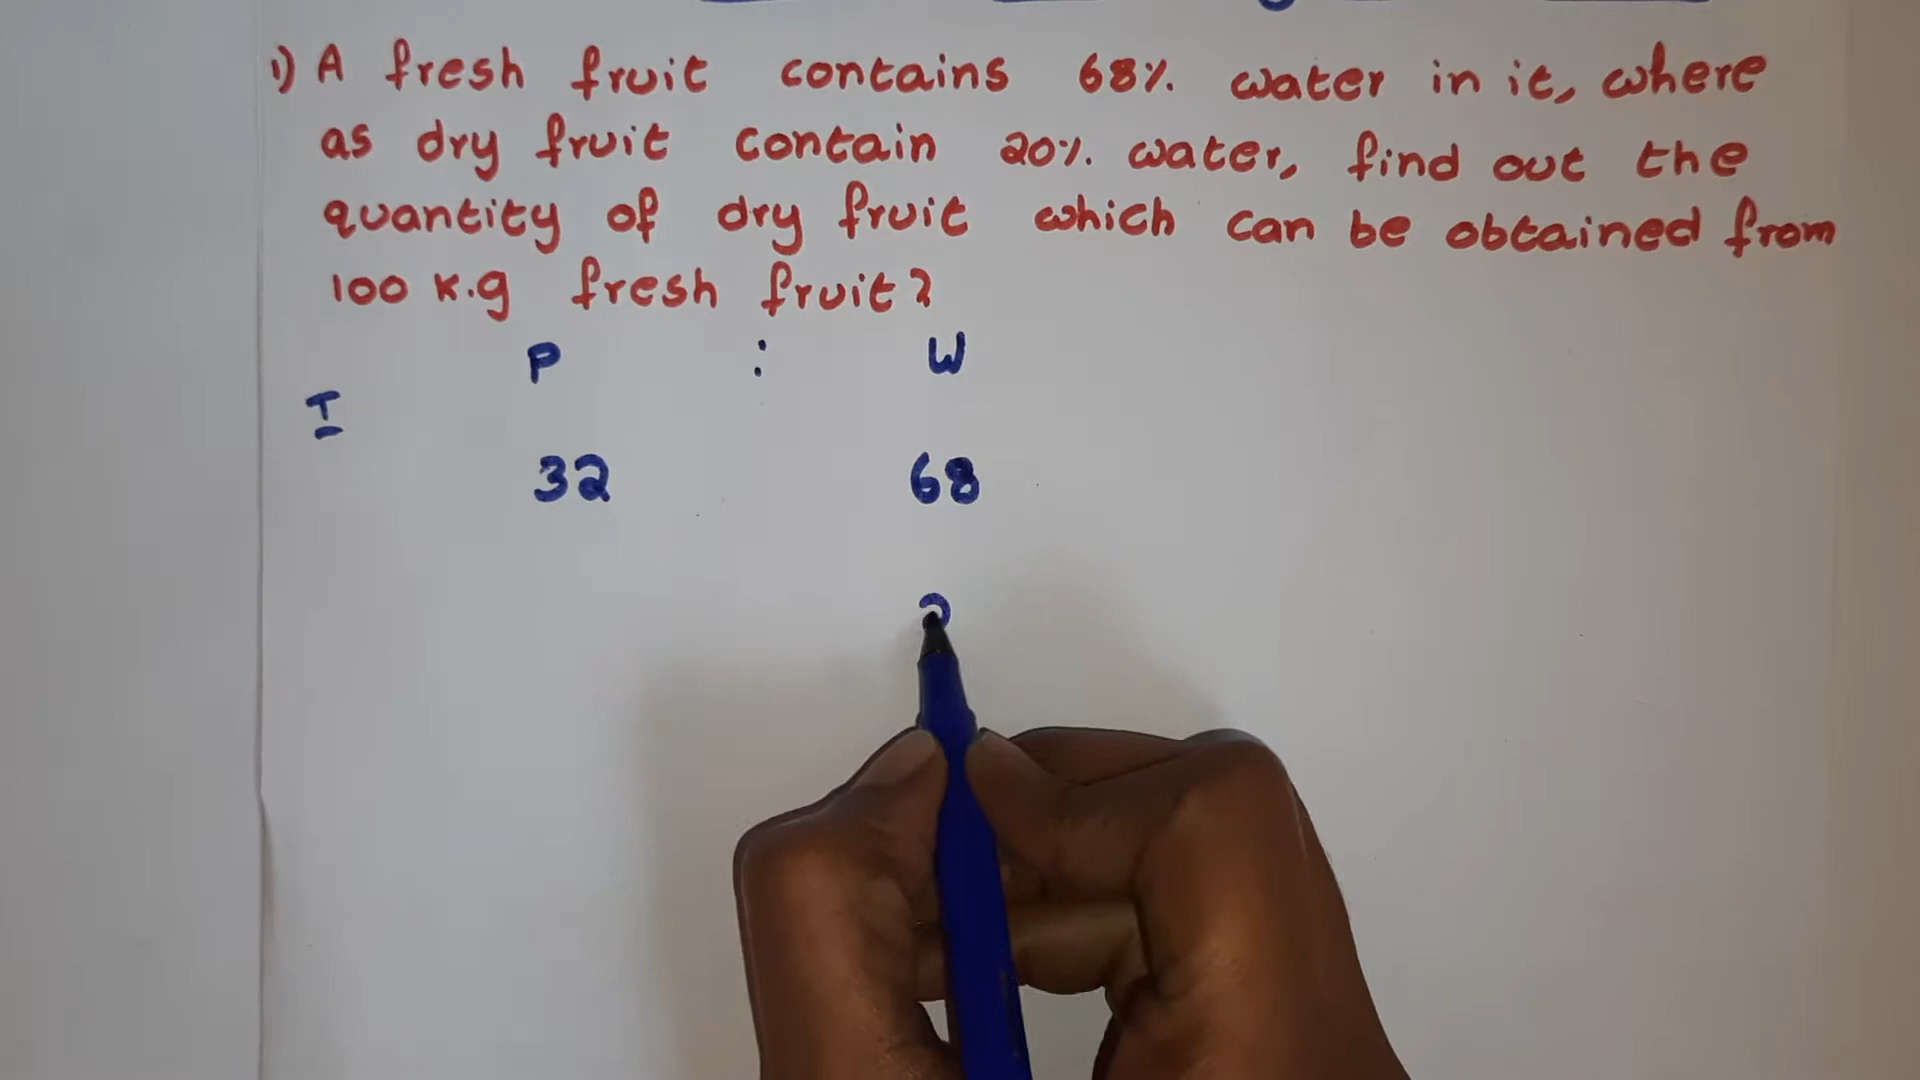 1) A fresh fruit contains 68% water in it, where
as dry fruit contain 20% water, find out the
quantity of dry fruit which can be obtained from
100 K.g fresh fruit?
P : W
I
32 68
2